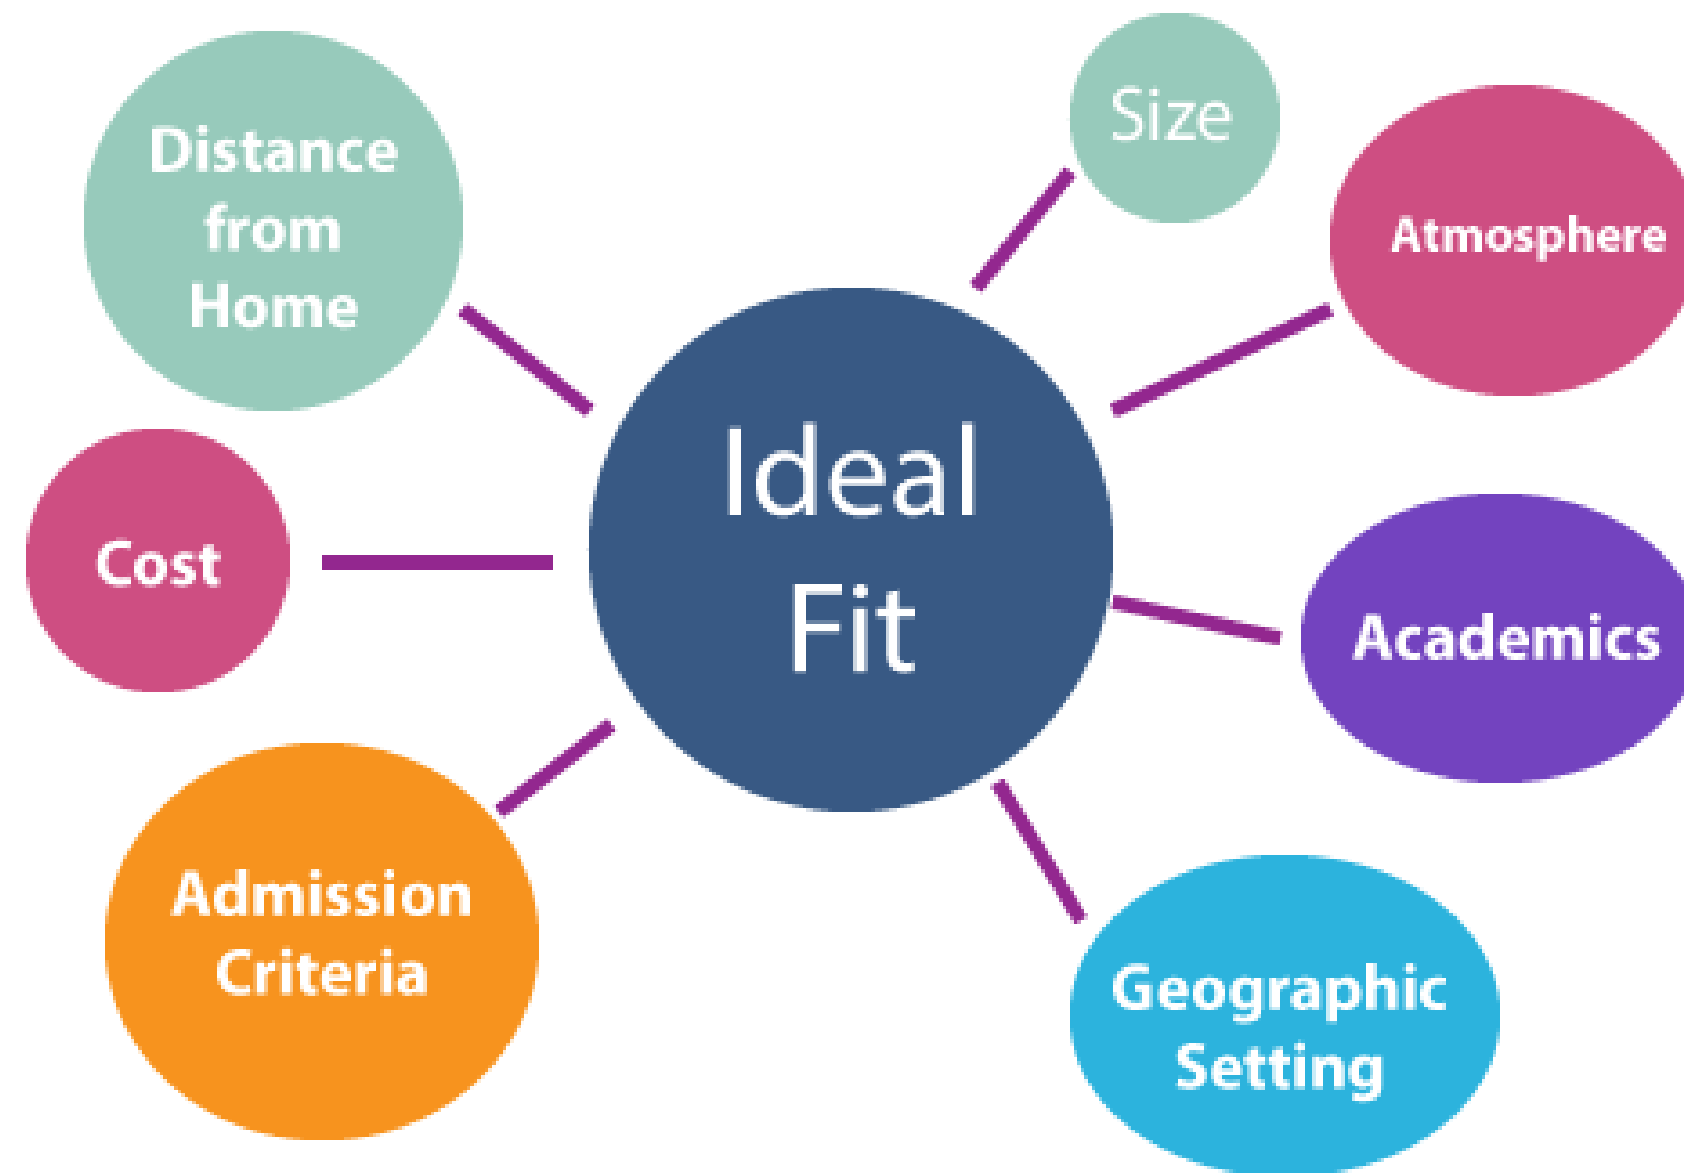 Distance
from
Home
Size
Atmosphere
Ideal
Fit
Cost
Academics
Admission
Criteria
Geographic
Setting